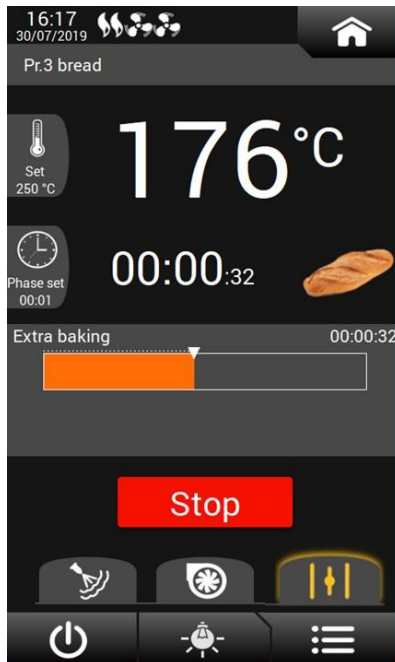 16:17
30/07/2019
Pr.3 bread
Set
250 °C
176°C
Phase set
00:01
00:00:32
Extra baking 00:00:32
Stop